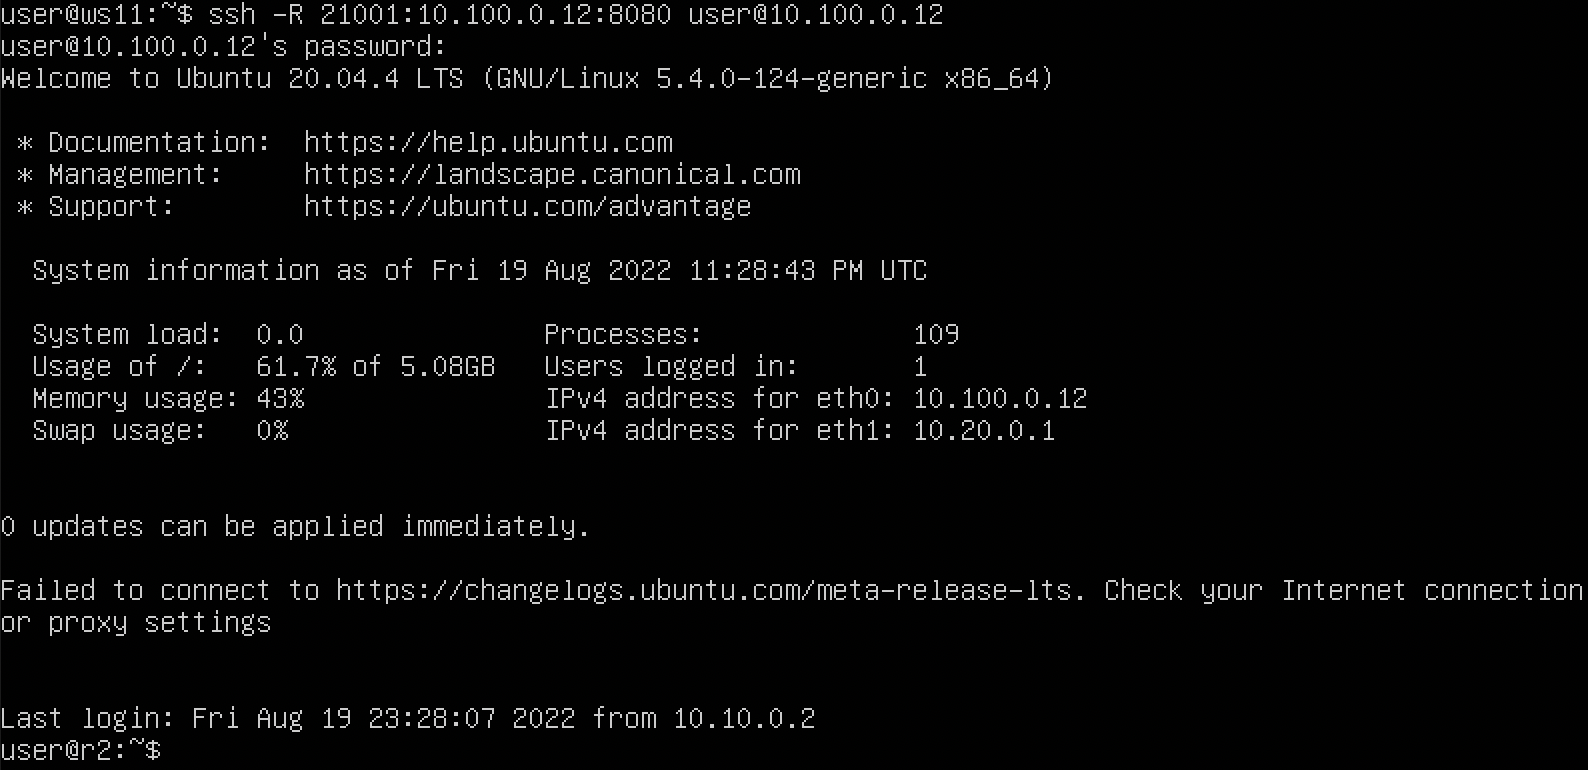 user@ws11:~$ ssh -R 21001:10.100.0.12:8080 user@10.100.0.12
user@10.100.0.12's password:
Welcome to Ubuntu 20.04.4 LTS (GNU/Linux 5.4.0-124-generic x86_64)

 * Documentation:  https://help.ubuntu.com
 * Management:     https://landscape.canonical.com
 * Support:        https://ubuntu.com/advantage

  System information as of Fri 19 Aug 2022 11:28:43 PM UTC

  System load:  0.0               Processes:             109
  Usage of /:   61.7% of 5.08GB   Users logged in:       1
  Memory usage: 43%               IPv4 address for eth0: 10.100.0.12
  Swap usage:   0%                IPv4 address for eth1: 10.20.0.1


0 updates can be applied immediately.

Failed to connect to https://changelogs.ubuntu.com/meta-release-lts. Check your Internet connection
or proxy settings


Last login: Fri Aug 19 23:28:07 2022 from 10.10.0.2
user@r2:~$